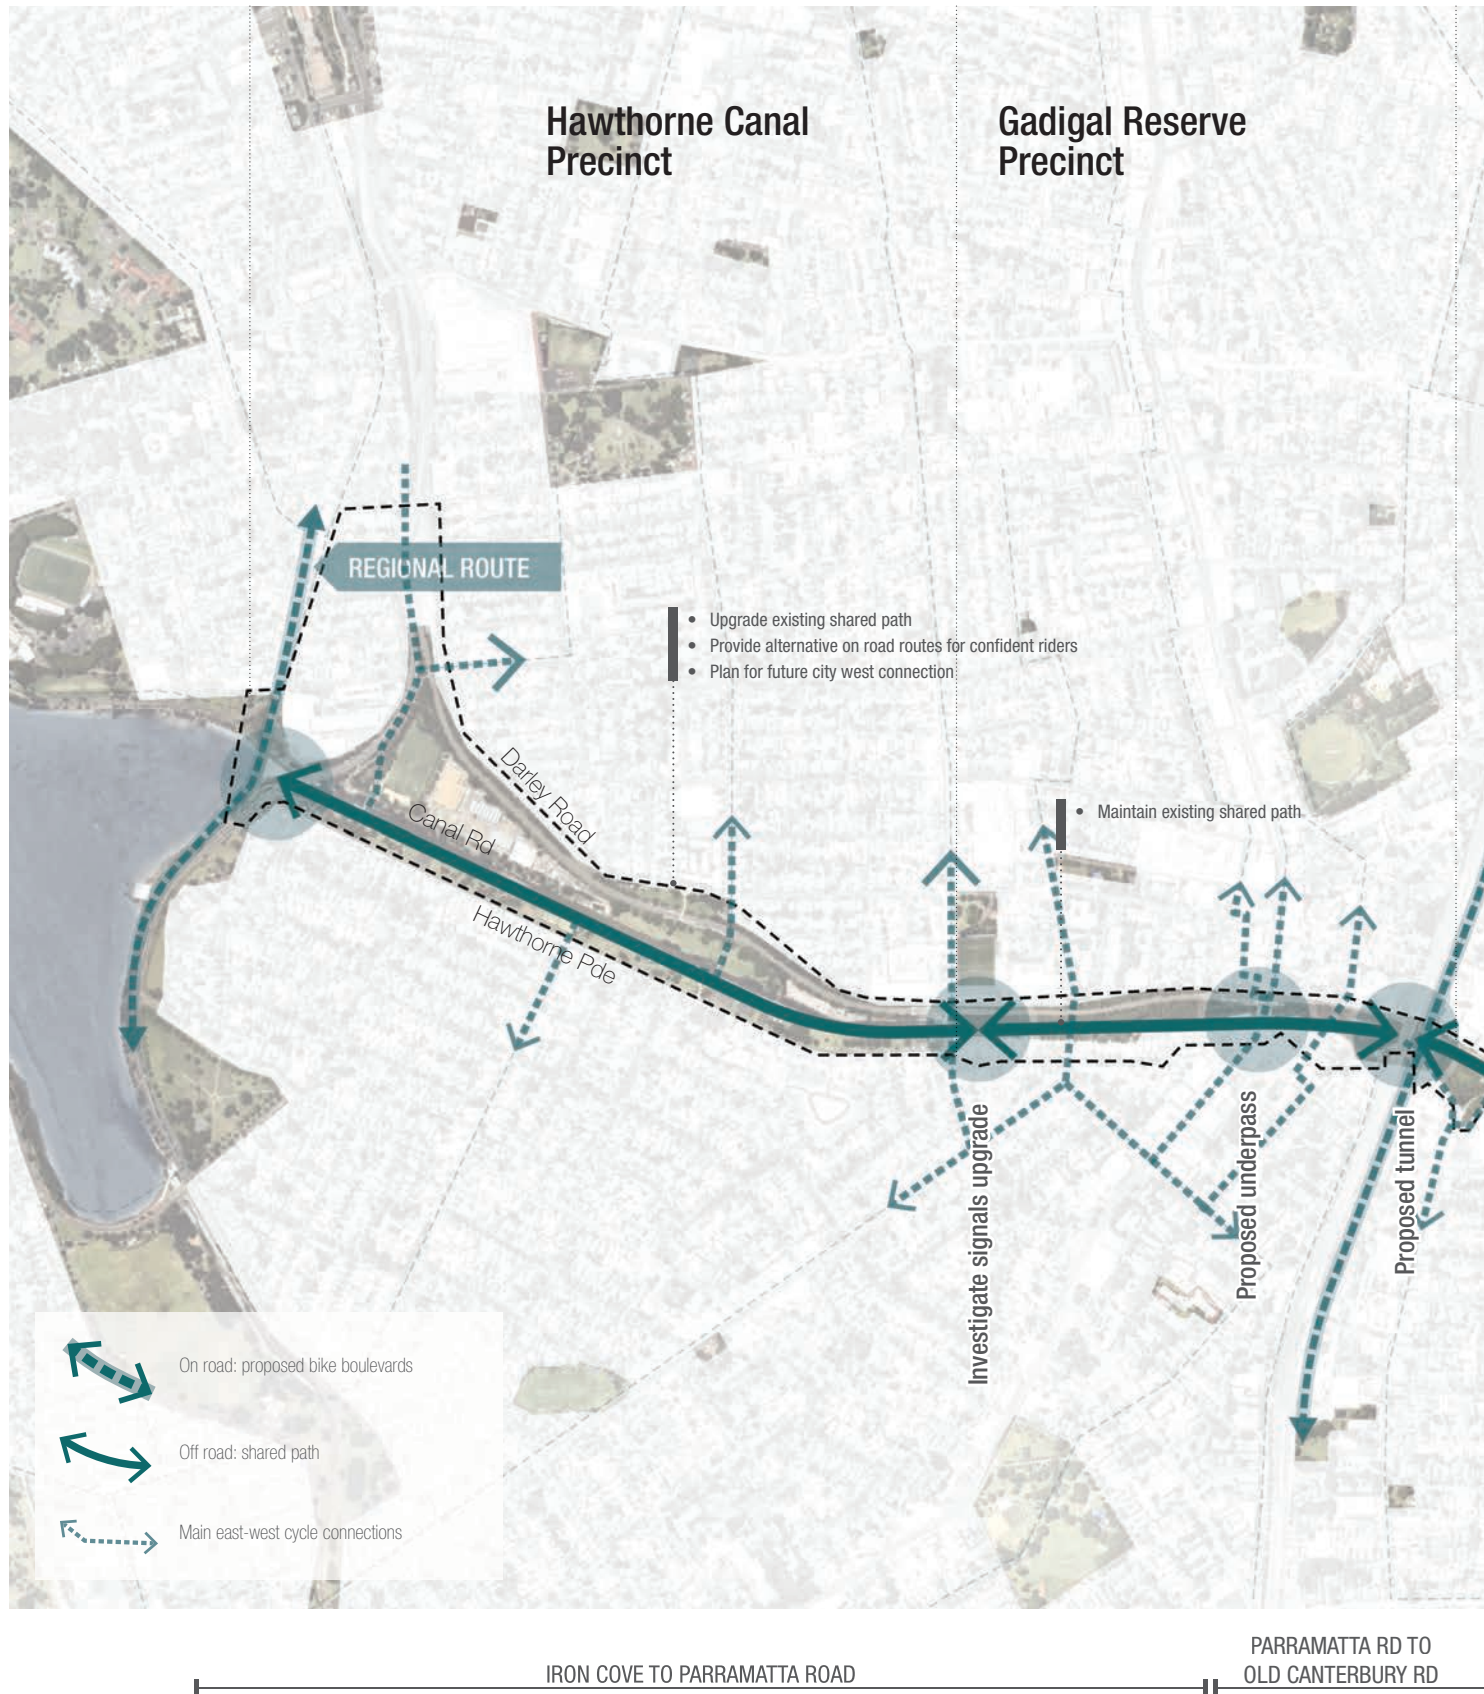 Hawthorne Canal
Precinct
Gadigal Reserve
Precinct
REGIONAL ROUTE
• Upgrade existing shared path
• Provide alternative on road routes for confident riders
• Plan for future city west connection
Darley Road
Canal Rd
Hawthorne Pde
• Maintain existing shared path
Investigate signals upgrade
Proposed underpass
Proposed tunnel
On road: proposed bike boulevards
Off road: shared path
Main east-west cycle connections
IRON COVE TO PARRAMATTA ROAD
PARRAMATTA RD TO
OLD CANTERBURY RD